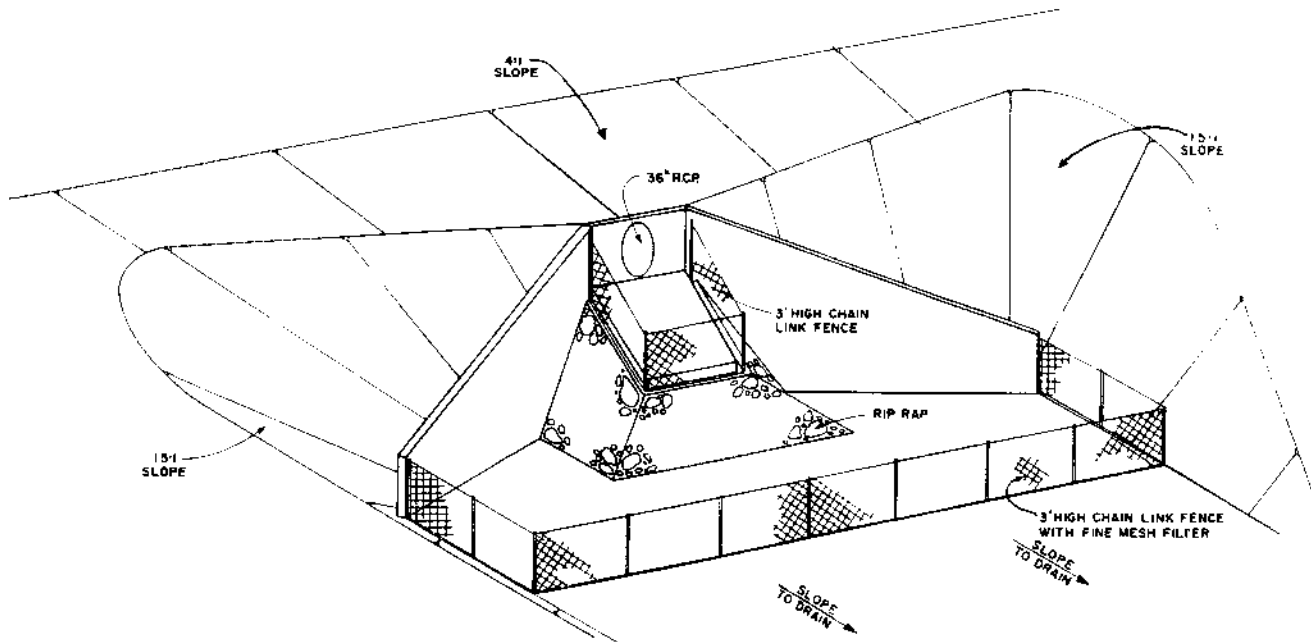 4:1
SLOPE
1.5:1
SLOPE
36" R.C.P.
3' HIGH CHAIN
LINK FENCE
RIP RAP
1.5:1
SLOPE
3' HIGH CHAIN LINK FENCE
WITH FINE MESH FILTER
SLOPE
TO DRAIN
SLOPE
TO DRAIN